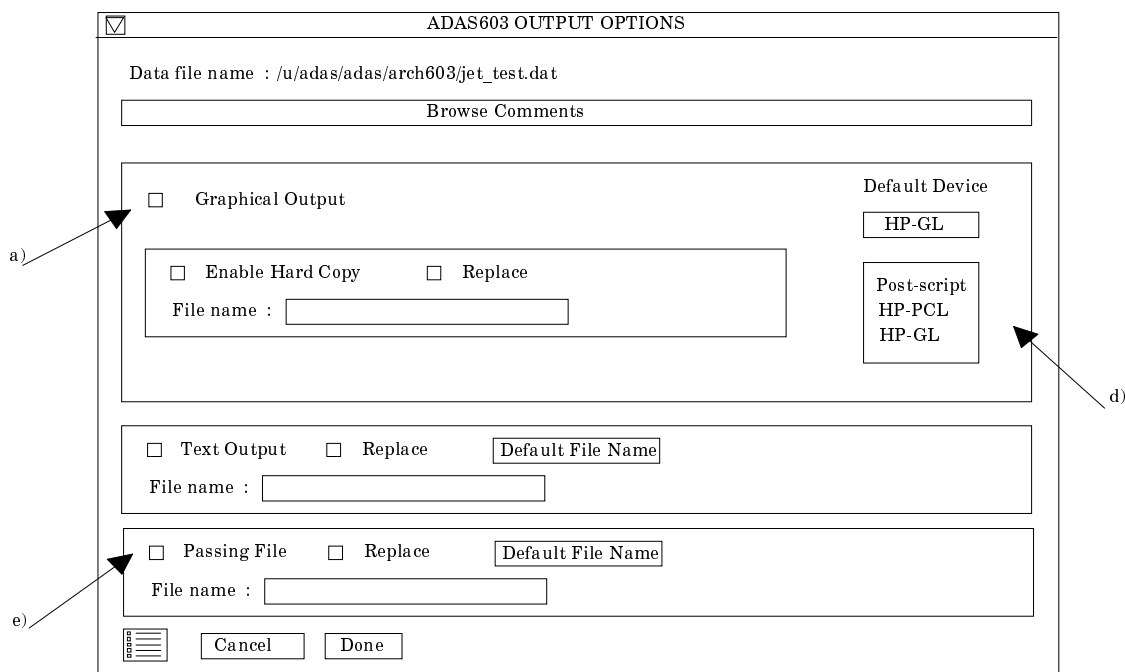 ADAS603 OUTPUT OPTIONS
Data file name : /u/adas/adas/arch603/jet_test.dat
Browse Comments
Graphical Output
Default Device
HP-GL
a)
Enable Hard Copy Replace
File name :
Post-script
HP-PCL
HP-GL
d)
Text Output Replace Default File Name
File name :
Passing File Replace Default File Name
File name :
e)
Cancel Done